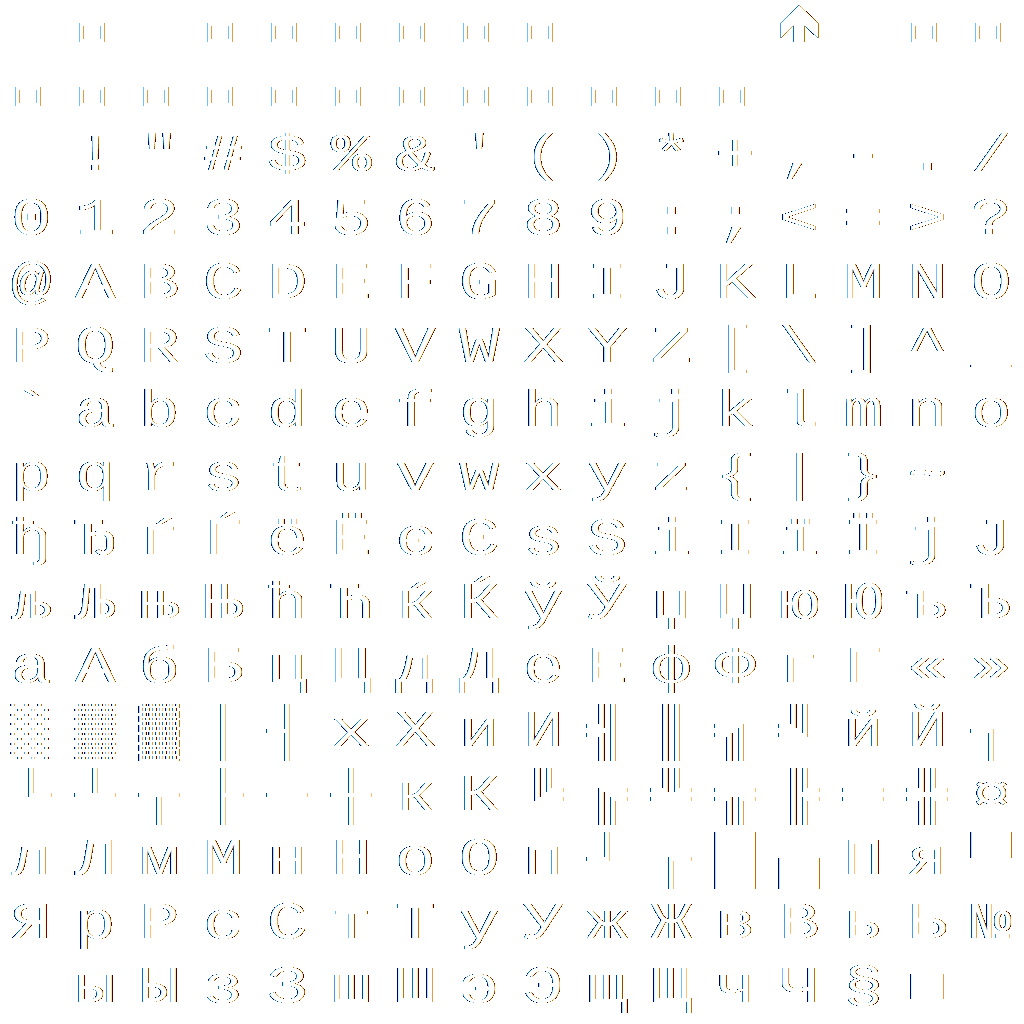 ↑
! " # $ % & ' ( ) * + , - . /
0 1 2 3 4 5 6 7 8 9 : ; < = > ?
@ A B C D E F G H I J K L M N O
P Q R S T U V W X Y Z [ \ ] ^ _
` a b c d e f g h i j k l m n o
p q r s t u v w x y z { | } ~
ђ Ђ ѓ Ѓ ё Ё є Є ѕ Ѕ і І ї Ї ј Ј
љ Љ њ Њ ћ Ћ ќ Ќ ў Ў џ Џ ю Ю ъ Ъ
а А б Б ц Ц д Д е Е ф Ф г Г « »
░ ▒ ▓ │ ┤ х Х и И ╣ ║ ╗ ╝ й Й ┐
└ ┴ ┬ ├ ─ ┼ к К ╚ ╔ ╩ ╦ ╠ ═ ╬ ¤
л Л м М н Н о О п ┘ ┌ █ ▄ П я ▀
Я р Р с С т Т у У ж Ж в В ь Ь №
ы Ы з З ш Ш э Э щ Щ ч Ч § ■